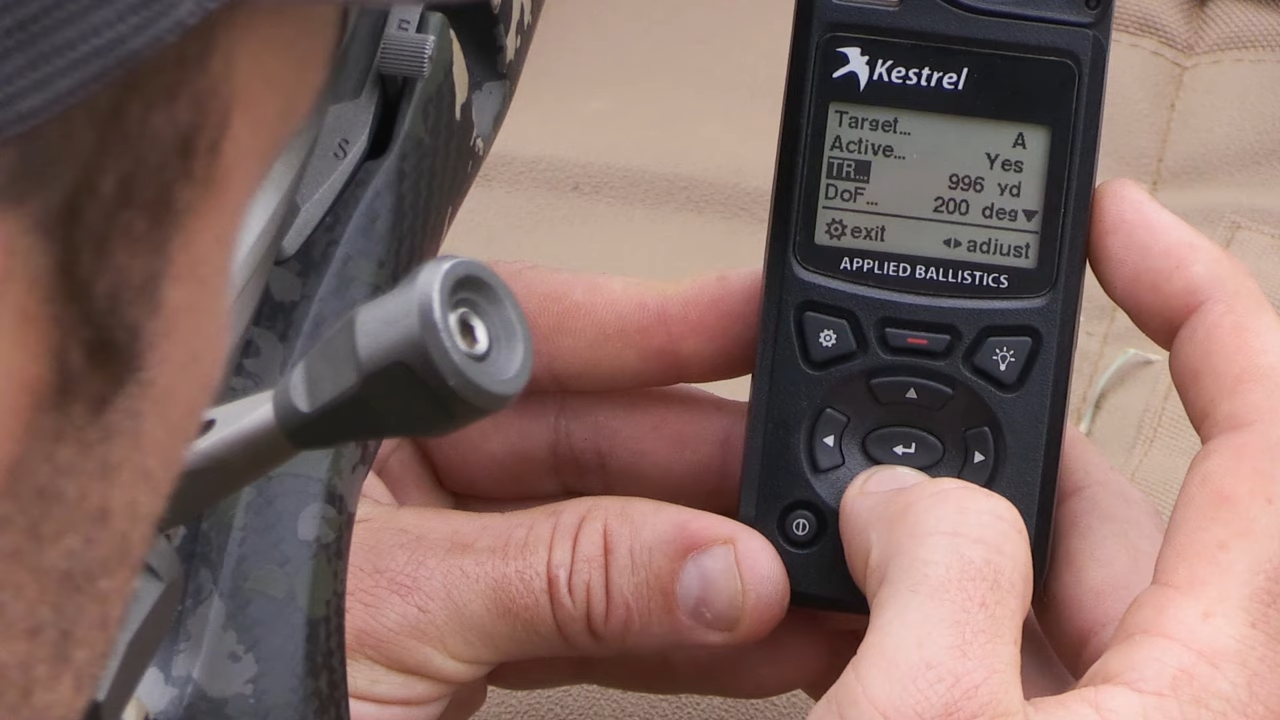 F
S
Kestrel
Target... A
Active... Yes
TR... 996 yd
DoF... 200 deg
exit adjust
APPLIED BALLISTICS